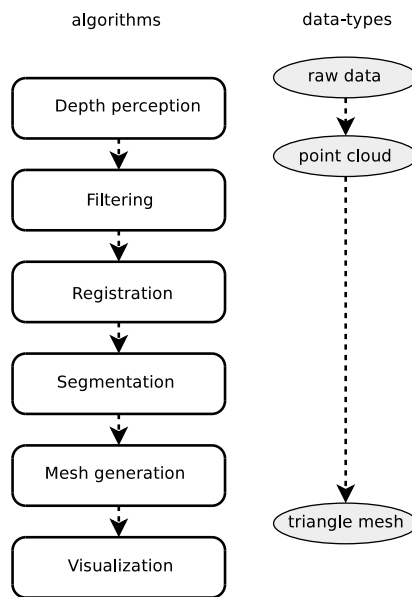 algorithms
data-types
raw data
Depth perception
point cloud
Filtering
Registration
Segmentation
Mesh generation
triangle mesh
Visualization